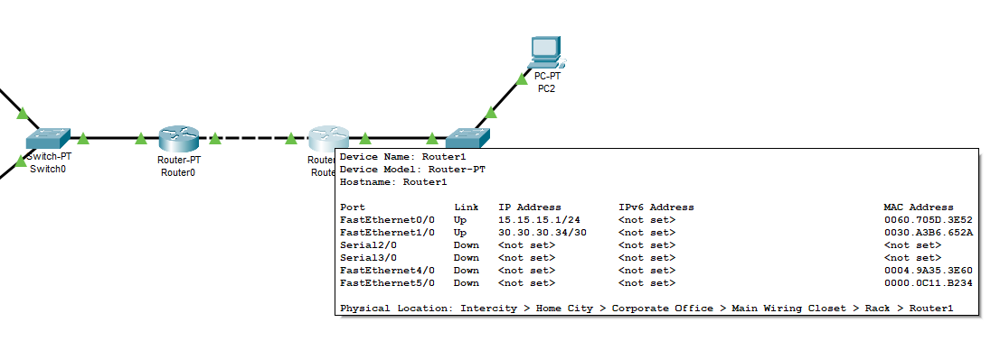 PC-PT
PC2
Switch-PT
Switch0
Router-PT
Router0
Router
Route
Device Name: Router1
Device Model: Router-PT
Hostname: Router1
Port Link IP Address IPv6 Address MAC Address
FastEthernet0/0 Up 15.15.15.1/24 <not set> 0060.705D.3E52
FastEthernet1/0 Up 30.30.30.34/30 <not set> 0030.A3B6.652A
Serial2/0 Down <not set> <not set> <not set>
Serial3/0 Down <not set> <not set> <not set>
FastEthernet4/0 Down <not set> <not set> 0004.9A35.3E60
FastEthernet5/0 Down <not set> <not set> 0000.0C11.B234
Physical Location: Intercity > Home City > Corporate Office > Main Wiring Closet > Rack > Router1